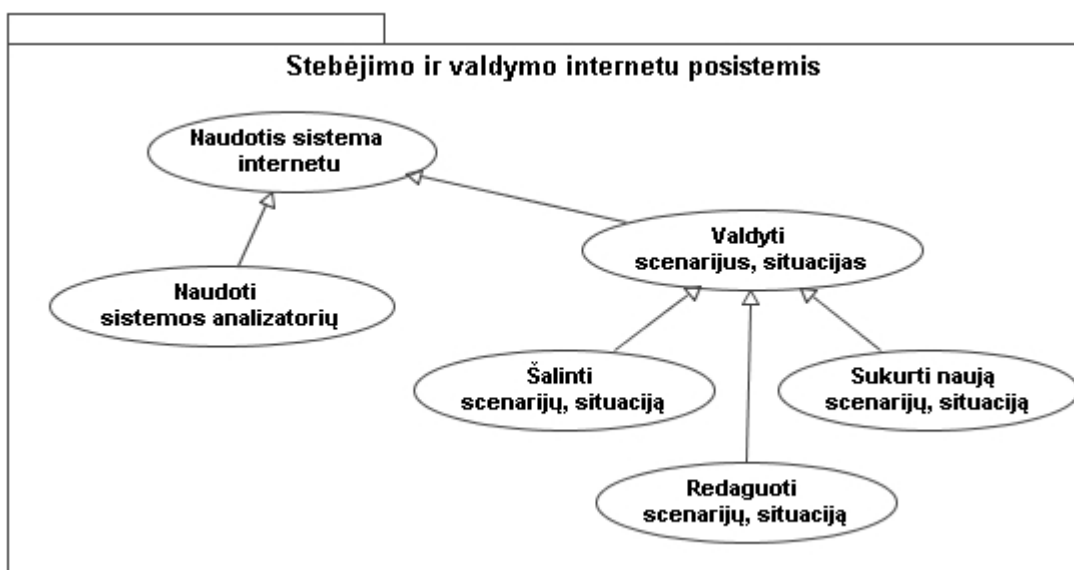 Stebėjimo ir valdymo internetu posistemis
Naudotis sistema
internetu
Valdyti
scenarijus, situacijas
Naudoti
sistemos analizatorių
Šalinti
scenarijų, situaciją
Sukurti naują
scenarijų, situaciją
Redaguoti
scenarijų, situaciją